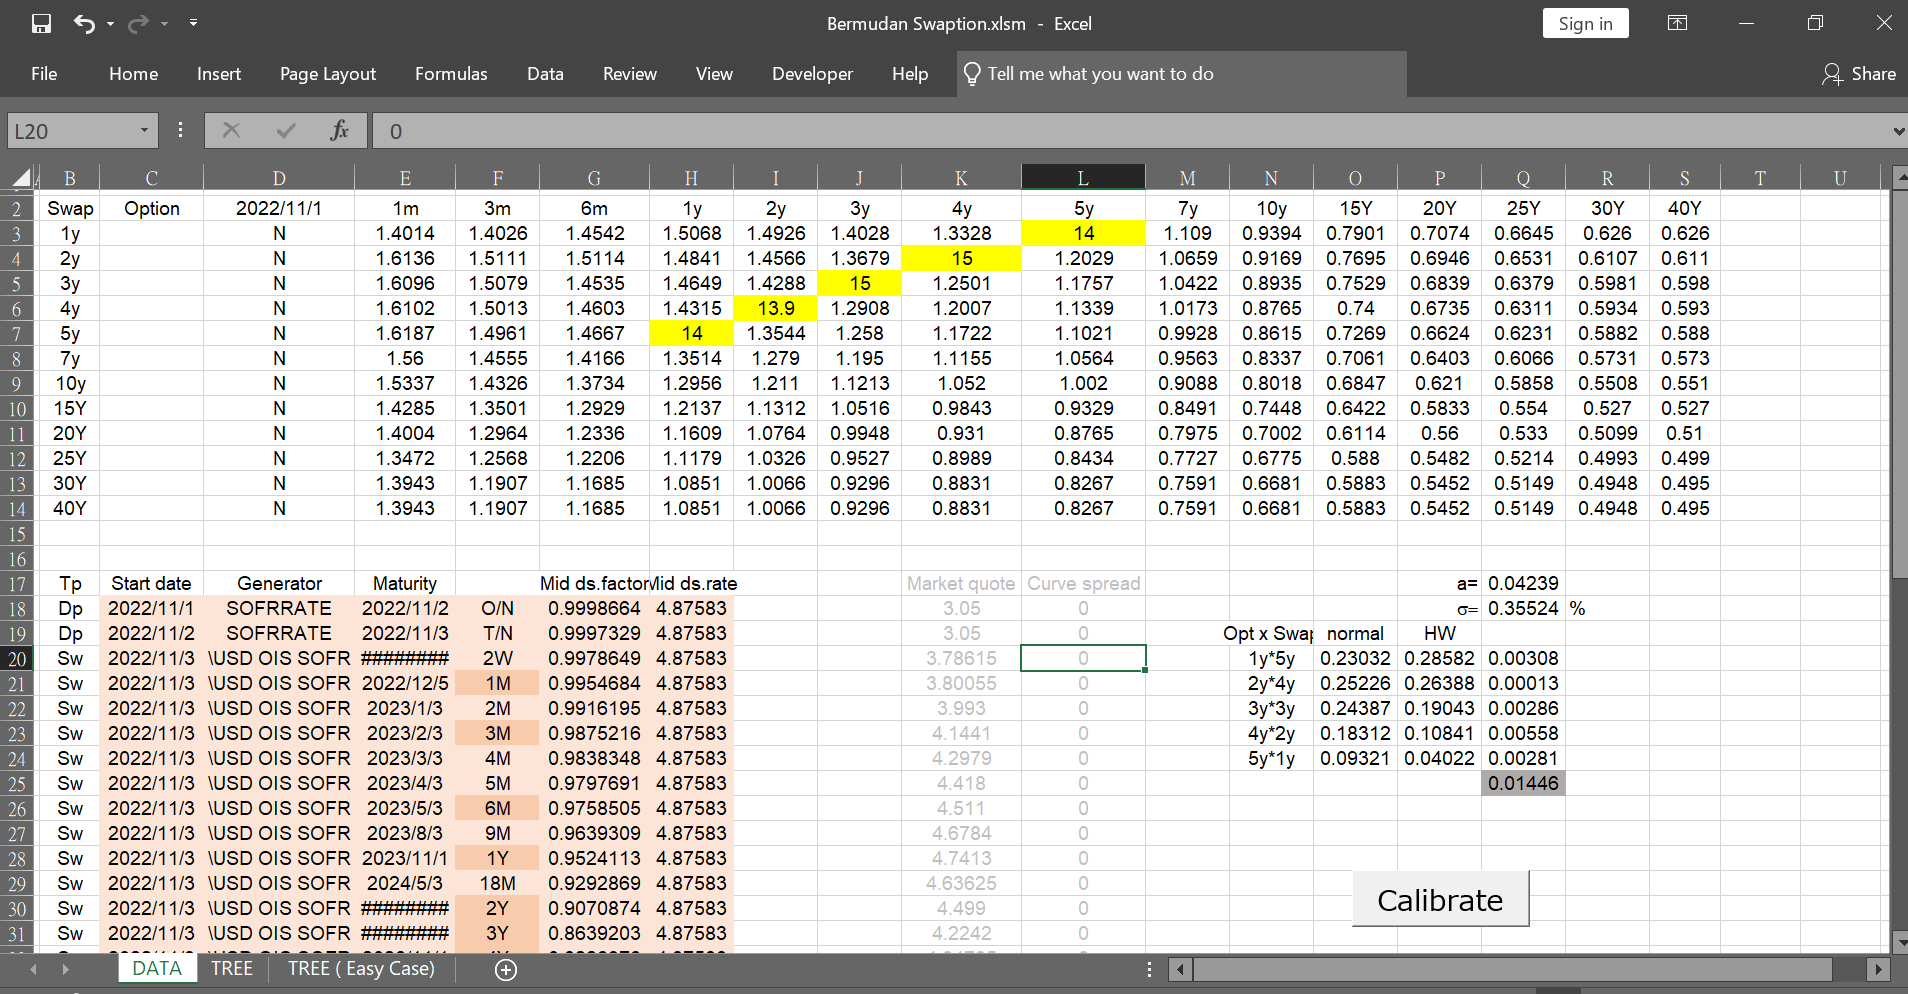 Bermudan Swaption.xlsm - Excel
Sign in
File Home Insert Page Layout Formulas Data Review View Developer Help Tell me what you want to do Share
L20 fx 0
B C D E F G H I J K L M N O P Q R S T U
2 Swap Option 2022/11/1 1m 3m 6m 1y 2y 3y 4y 5y 7y 10y 15Y 20Y 25Y 30Y 40Y
3 1y N 1.4014 1.4026 1.4542 1.5068 1.4926 1.4028 1.3328 14 1.109 0.9394 0.7901 0.7074 0.6645 0.626 0.626
4 2y N 1.6136 1.5111 1.5114 1.4841 1.4566 1.3679 15 1.2029 1.0659 0.9169 0.7695 0.6946 0.6531 0.6107 0.611
5 3y N 1.6096 1.5079 1.4535 1.4649 1.4288 15 1.2501 1.1757 1.0422 0.8935 0.7529 0.6839 0.6379 0.5981 0.598
6 4y N 1.6102 1.5013 1.4603 1.4315 13.9 1.2908 1.2007 1.1339 1.0173 0.8765 0.74 0.6735 0.6311 0.5934 0.593
7 5y N 1.6187 1.4961 1.4667 14 1.3544 1.258 1.1722 1.1021 0.9928 0.8615 0.7269 0.6624 0.6231 0.5882 0.588
8 7y N 1.56 1.4555 1.4166 1.3514 1.279 1.195 1.1155 1.0564 0.9563 0.8337 0.7061 0.6403 0.6066 0.5731 0.573
9 10y N 1.5337 1.4326 1.3734 1.2956 1.211 1.1213 1.052 1.002 0.9088 0.8018 0.6847 0.621 0.5858 0.5508 0.551
10 15Y N 1.4285 1.3501 1.2929 1.2137 1.1312 1.0516 0.9843 0.9329 0.8491 0.7448 0.6422 0.5833 0.554 0.527 0.527
11 20Y N 1.4004 1.2964 1.2336 1.1609 1.0764 0.9948 0.931 0.8765 0.7975 0.7002 0.6114 0.56 0.533 0.5099 0.51
12 25Y N 1.3472 1.2568 1.2206 1.1179 1.0326 0.9527 0.8989 0.8434 0.7727 0.6775 0.588 0.5482 0.5214 0.4993 0.499
13 30Y N 1.3943 1.1907 1.1685 1.0851 1.0066 0.9296 0.8831 0.8267 0.7591 0.6681 0.5883 0.5452 0.5149 0.4948 0.495
14 40Y N 1.3943 1.1907 1.1685 1.0851 1.0066 0.9296 0.8831 0.8267 0.7591 0.6681 0.5883 0.5452 0.5149 0.4948 0.495
15
16
17 Tp Start date Generator Maturity Mid ds.factor Mid ds.rate Market quote Curve spread a= 0.04239
18 Dp 2022/11/1 SOFRRATE 2022/11/2 O/N 0.9998664 4.87583 3.05 0 σ= 0.35524 %
19 Dp 2022/11/2 SOFRRATE 2022/11/3 T/N 0.9997329 4.87583 3.05 0 Opt x Swap normal HW
20 Sw 2022/11/3 \USD OIS SOFR ######## 2W 0.9978649 4.87583 3.78615 0 1y*5y 0.23032 0.28582 0.00308
21 Sw 2022/11/3 \USD OIS SOFR 2022/12/5 1M 0.9954684 4.87583 3.80055 0 2y*4y 0.25226 0.26388 0.00013
22 Sw 2022/11/3 \USD OIS SOFR 2023/1/3 2M 0.9916195 4.87583 3.993 0 3y*3y 0.24387 0.19043 0.00286
23 Sw 2022/11/3 \USD OIS SOFR 2023/2/3 3M 0.9875216 4.87583 4.1441 0 4y*2y 0.18312 0.10841 0.00558
24 Sw 2022/11/3 \USD OIS SOFR 2023/3/3 4M 0.9838348 4.87583 4.2979 0 5y*1y 0.09321 0.04022 0.00281
25 Sw 2022/11/3 \USD OIS SOFR 2023/4/3 5M 0.9797691 4.87583 4.418 0 0.01446
26 Sw 2022/11/3 \USD OIS SOFR 2023/5/3 6M 0.9758505 4.87583 4.511 0
27 Sw 2022/11/3 \USD OIS SOFR 2023/8/3 9M 0.9639309 4.87583 4.6784 0
28 Sw 2022/11/3 \USD OIS SOFR 2023/11/1 1Y 0.9524113 4.87583 4.7413 0
29 Sw 2022/11/3 \USD OIS SOFR 2024/5/3 18M 0.9292869 4.87583 4.63625 0
30 Sw 2022/11/3 \USD OIS SOFR ######## 2Y 0.9070874 4.87583 4.499 0
31 Sw 2022/11/3 \USD OIS SOFR ######## 3Y 0.8639203 4.87583 4.2242 0
Calibrate
DATA TREE TREE ( Easy Case)